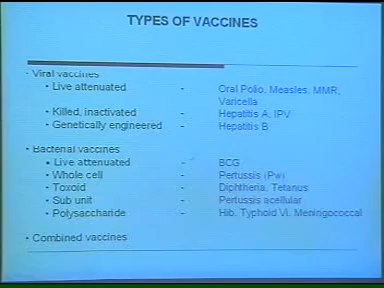 TYPES OF VACCINES
· Viral vaccines
• Live attenuated - Oral Polio, Measles, MMR,
Varicella
• Killed, inactivated - Hepatitis A, IPV
• Genetically engineered - Hepatitis B
· Bacterial vaccines
• Live attenuated - BCG
• Whole cell - Pertussis (Pw)
• Toxoid - Diphtheria, Tetanus
• Sub unit - Pertussis acellular
• Polysaccharide - Hib, Typhoid Vi, Meningococcal
· Combined vaccines